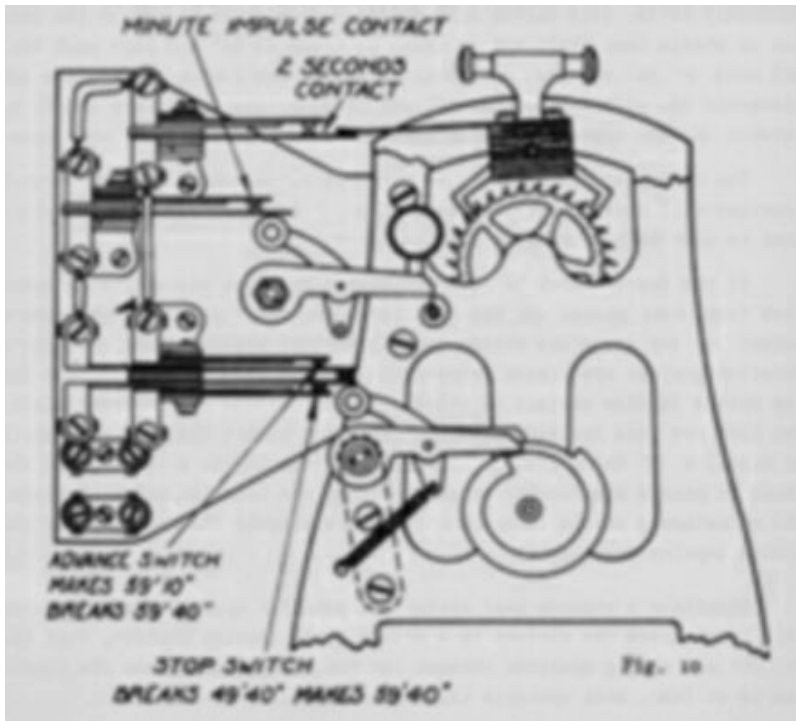 MINUTE IMPULSE CONTACT
2 SECONDS
CONTACT
ADVANCE SWITCH
MAKES 59'10"
BREAKS 59'40"
STOP SWITCH
BREAKS 49'40" MAKES 59'40"
Fig. 10